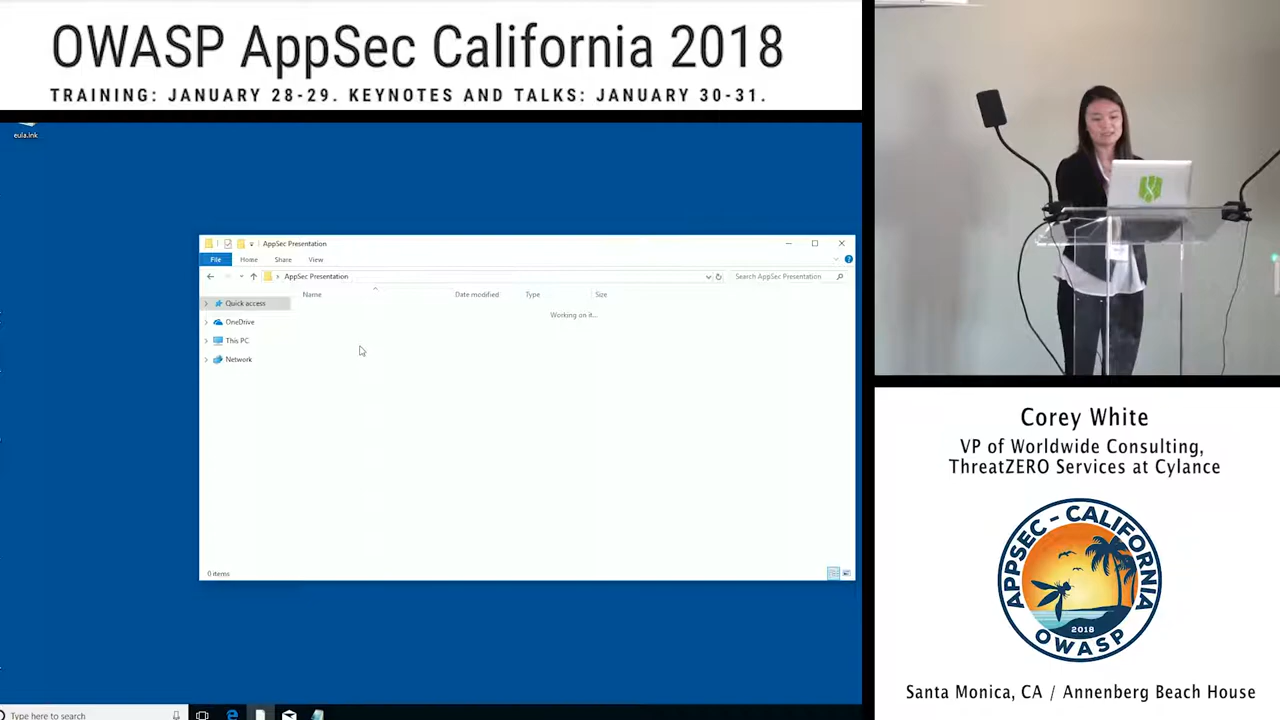 OWASP AppSec California 2018
TRAINING: JANUARY 28-29. KEYNOTES AND TALKS: JANUARY 30-31.
eula.lnk
AppSec Presentation
File Home Share View
AppSec Presentation
Search AppSec Presentation
Name Date modified Type Size
Working on it...
Quick access
OneDrive
This PC
Network
0 items
Type here to search
Corey White
VP of Worldwide Consulting,
ThreatZERO Services at Cylance
APPSEC - CALIFORNIA
2018
OWASP
Santa Monica, CA / Annenberg Beach House